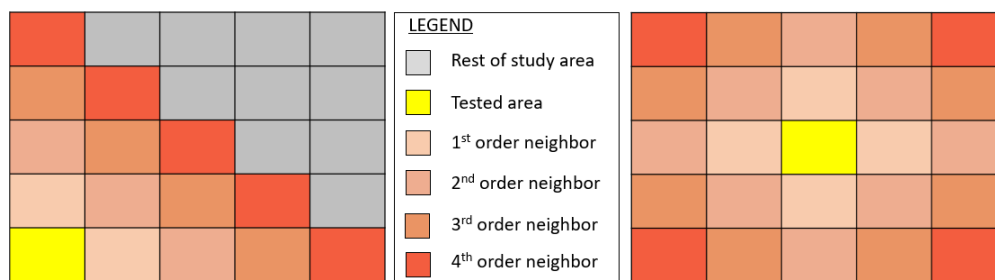 LEGEND
Rest of study area
Tested area
1st order neighbor
2nd order neighbor
3rd order neighbor
4th order neighbor